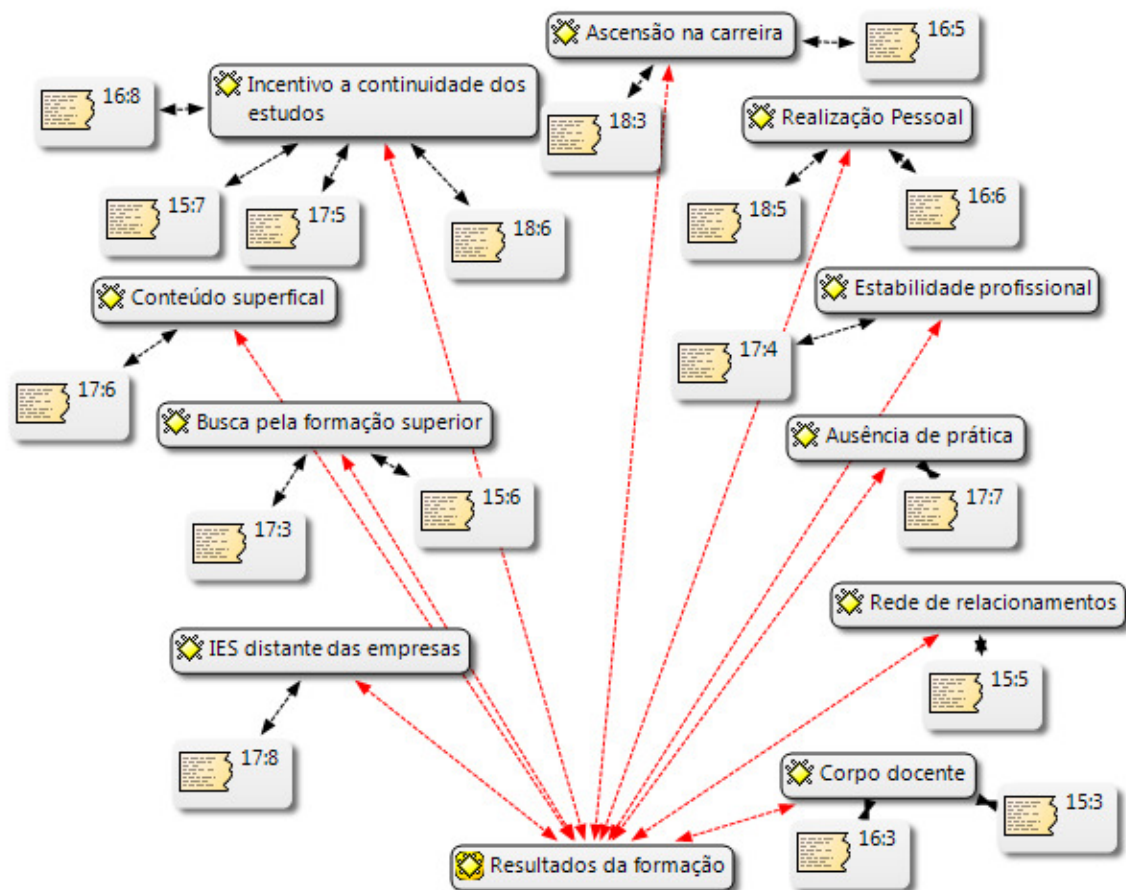 Ascensão na carreira
16:5
Incentivo a continuidade dos
estudos
16:8
18:3
Realização Pessoal
15:7
17:5
18:6
18:5
16:6
Conteúdo superfical
Estabilidade profissional
17:6
17:4
Busca pela formação superior
Ausência de prática
17:3
15:6
17:7
Rede de relacionamentos
IES distante das empresas
15:5
17:8
Corpo docente
15:3
16:3
Resultados da formação